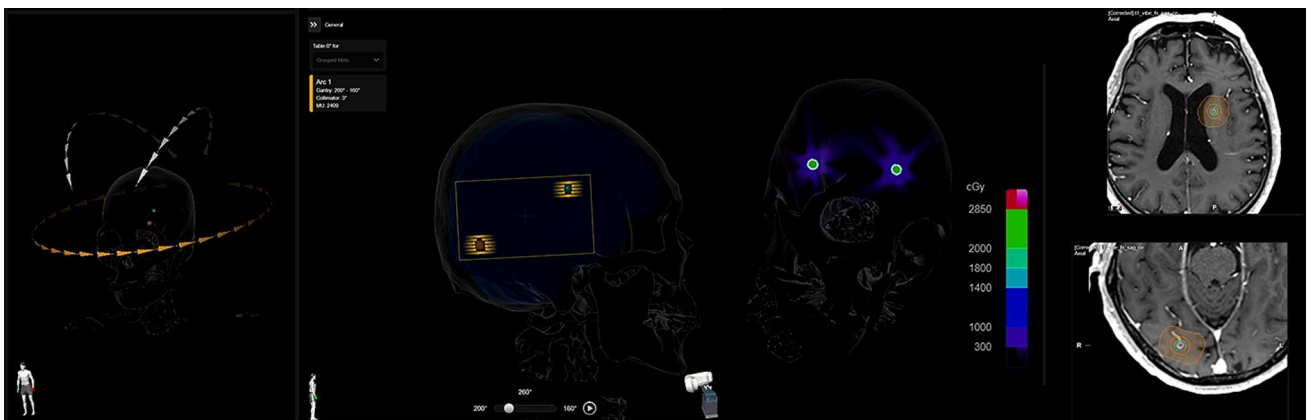 General
Table 0° for:
Grouped Mets
Arc 1
Gantry: 200° - 160°
Collimator: 3°
MU: 2409
260°
200°
160°
cGy
2850
2000
1800
1400
1000
300
Axial
A
R
P
Axial
A
R
L